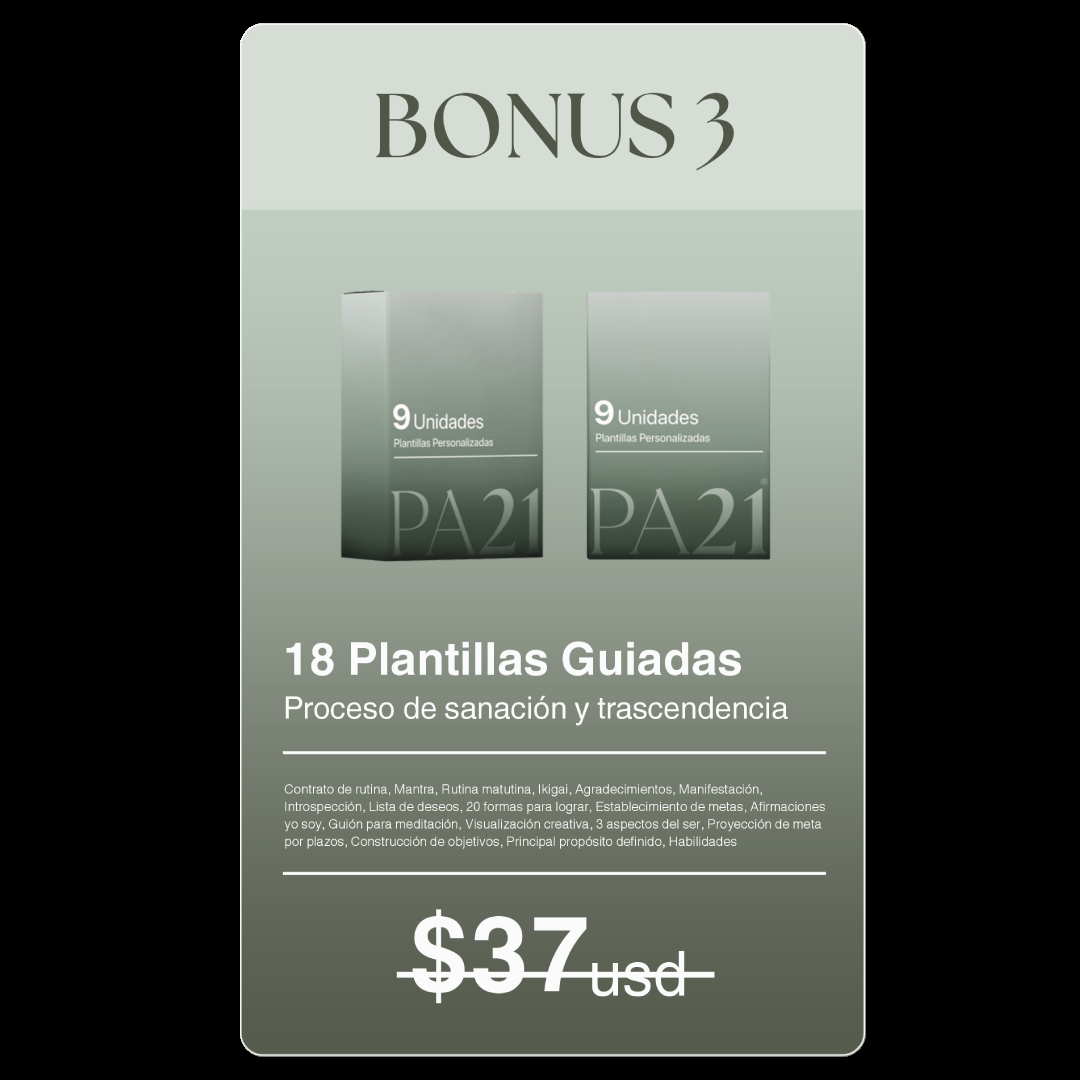 BONUS 3
9 Unidades
Plantillas Personalizadas
PA21
9 Unidades
Plantillas Personalizadas
PA21®
18 Plantillas Guiadas
Proceso de sanación y trascendencia
Contrato de rutina, Mantra, Rutina matutina, Ikigai, Agradecimientos, Manifestación,
Introspección, Lista de deseos, 20 formas para lograr, Establecimiento de metas, Afirmaciones
yo soy, Guión para meditación, Visualización creativa, 3 aspectos del ser, Proyección de meta
por plazos, Construcción de objetivos, Principal propósito definido, Habilidades
$37 usd